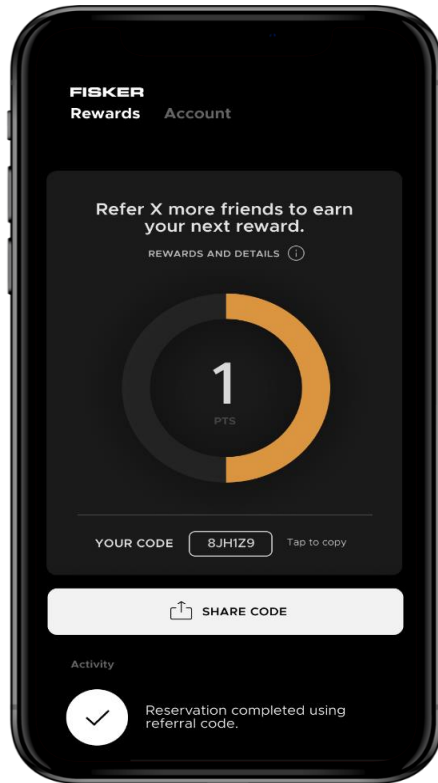 FISKER
Rewards Account
Refer X more friends to earn
your next reward.
REWARDS AND DETAILS i
1
PTS
YOUR CODE 8JH1Z9 Tap to copy
SHARE CODE
Activity
Reservation completed using
referral code.